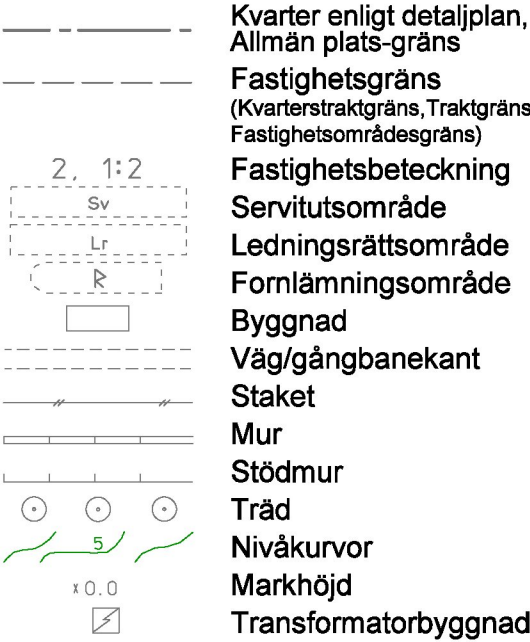 Kvarter enligt detaljplan,
Allmän plats-gräns
Fastighetsgräns
(Kvarterstraktgräns, Traktgräns
Fastighetsområdesgräns)
2, 1:2 Fastighetsbeteckning
Sv Servitutsområde
Lr Ledningsrättsområde
R Fornlämningsområde
Byggnad
Väg/gångbanekant
Staket
Mur
Stödmur
Träd
5 Nivåkurvor
x 0.0 Markhöjd
Transformatorbyggnad